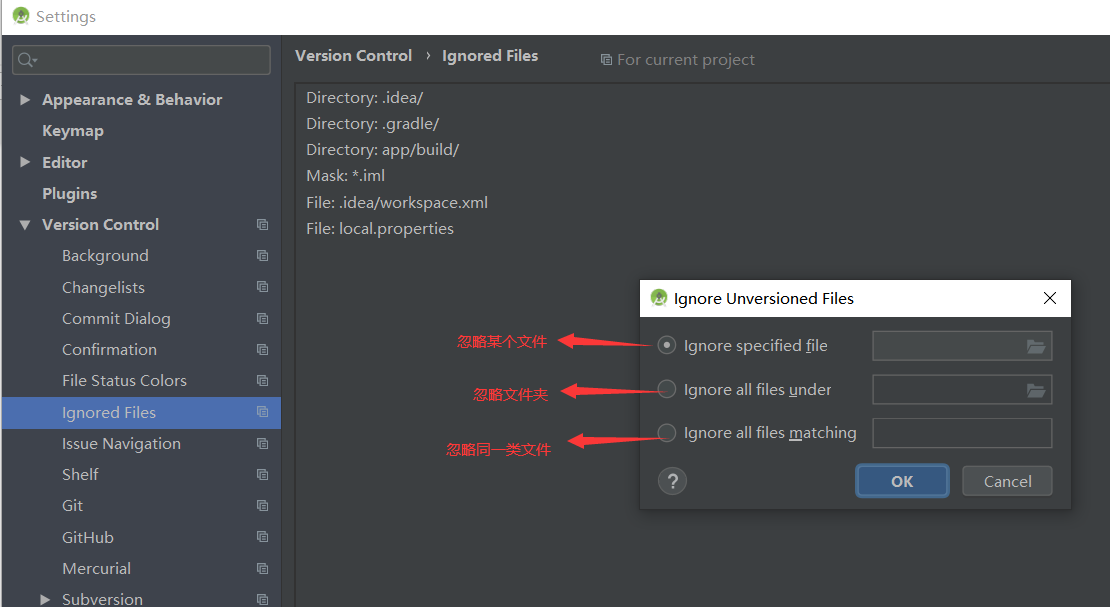 Settings
Version Control › Ignored Files
For current project
Appearance & Behavior
Keymap
Editor
Plugins
Version Control
Background
Changelists
Commit Dialog
Confirmation
File Status Colors
Ignored Files
Issue Navigation
Shelf
Git
GitHub
Mercurial
Subversion
Directory: .idea/
Directory: .gradle/
Directory: app/build/
Mask: *.iml
File: .idea/workspace.xml
File: local.properties
Ignore Unversioned Files
忽略某个文件
Ignore specified file
忽略文件夹
Ignore all files under
忽略同一类文件
Ignore all files matching
?
OK
Cancel